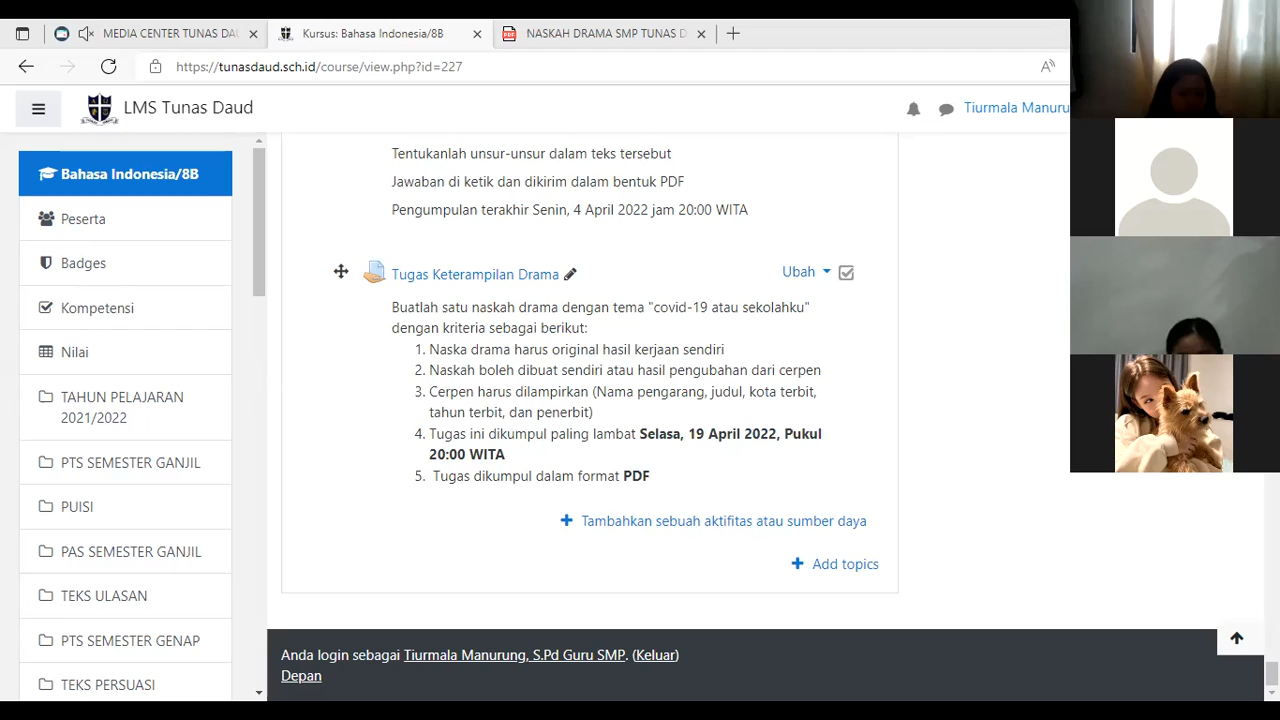 MEDIA CENTER TUNAS DA
Kursus: Bahasa Indonesia/8B
NASKAH DRAMA SMP TUNAS D
https://tunasdaud.sch.id/course/view.php?id=227
LMS Tunas Daud
Tiurmala Manuru
Bahasa Indonesia/8B
Peserta
Badges
Kompetensi
Nilai
TAHUN PELAJARAN
2021/2022
PTS SEMESTER GANJIL
PUISI
PAS SEMESTER GANJIL
TEKS ULASAN
PTS SEMESTER GENAP
TEKS PERSUASI
Tentukanlah unsur-unsur dalam teks tersebut
Jawaban di ketik dan dikirim dalam bentuk PDF
Pengumpulan terakhir Senin, 4 April 2022 jam 20:00 WITA
Tugas Keterampilan Drama
Ubah
Buatlah satu naskah drama dengan tema "covid-19 atau sekolahku"
dengan kriteria sebagai berikut:
1. Naska drama harus original hasil kerjaan sendiri
2. Naskah boleh dibuat sendiri atau hasil pengubahan dari cerpen
3. Cerpen harus dilampirkan (Nama pengarang, judul, kota terbit,
tahun terbit, dan penerbit)
4. Tugas ini dikumpul paling lambat Selasa, 19 April 2022, Pukul
20:00 WITA
5. Tugas dikumpul dalam format PDF
Tambahkan sebuah aktifitas atau sumber daya
Add topics
Anda login sebagai Tiurmala Manurung, S.Pd Guru SMP. (Keluar)
Depan